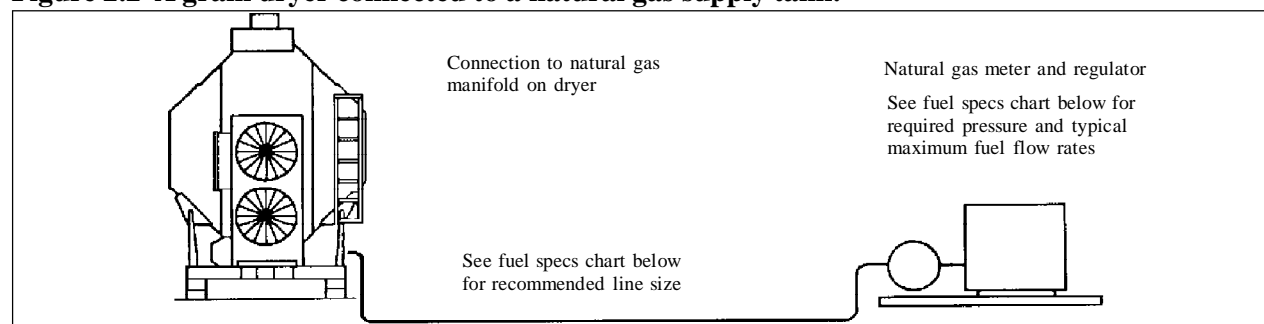 Figure 2.2 A grain dryer connected to a natural gas supply tank.
Connection to natural gas
manifold on dryer
Natural gas meter and regulator
See fuel specs chart below for
required pressure and typical
maximum fuel flow rates
See fuel specs chart below
for recommended line size